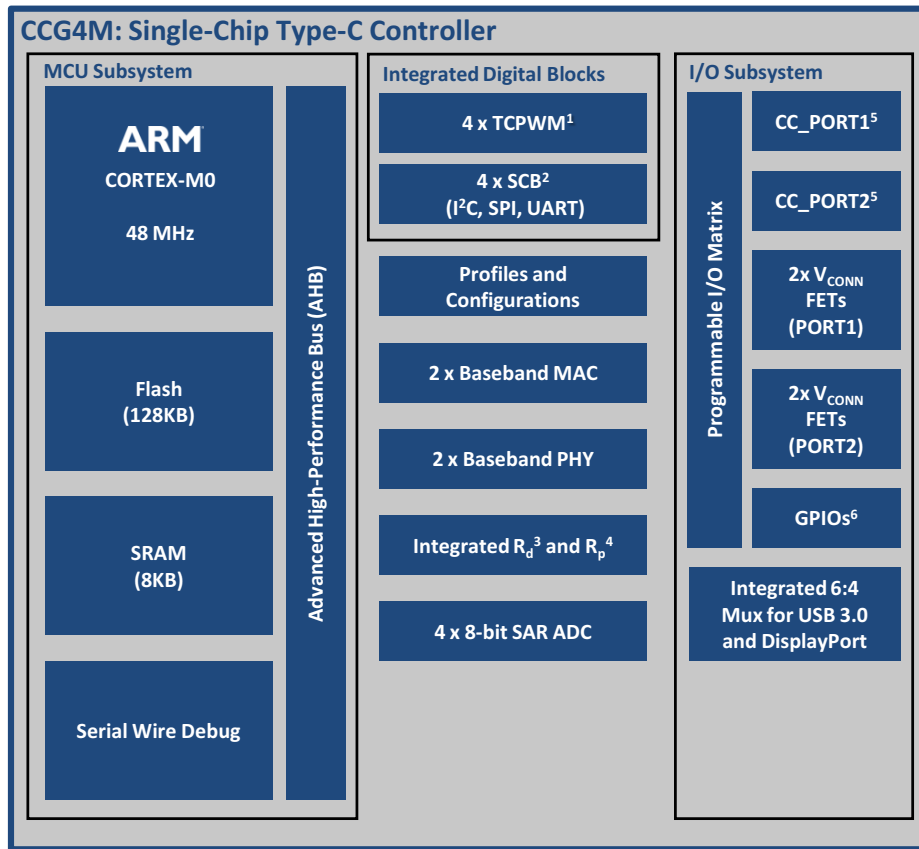 CCG4M: Single-Chip Type-C Controller
MCU Subsystem
ARM
CORTEX-M0
48 MHz
Flash
(128KB)
SRAM
(8KB)
Serial Wire Debug
Advanced High-Performance Bus (AHB)
Integrated Digital Blocks
4 x TCPWM¹
4 x SCB²
(I²C, SPI, UART)
Profiles and
Configurations
2 x Baseband MAC
2 x Baseband PHY
Integrated Rd³ and Rp⁴
4 x 8-bit SAR ADC
I/O Subsystem
Programmable I/O Matrix
CC_PORT1⁵
CC_PORT2⁵
2x VCONN
FETs
(PORT1)
2x VCONN
FETs
(PORT2)
GPIOs⁶
Integrated 6:4
Mux for USB 3.0
and DisplayPort